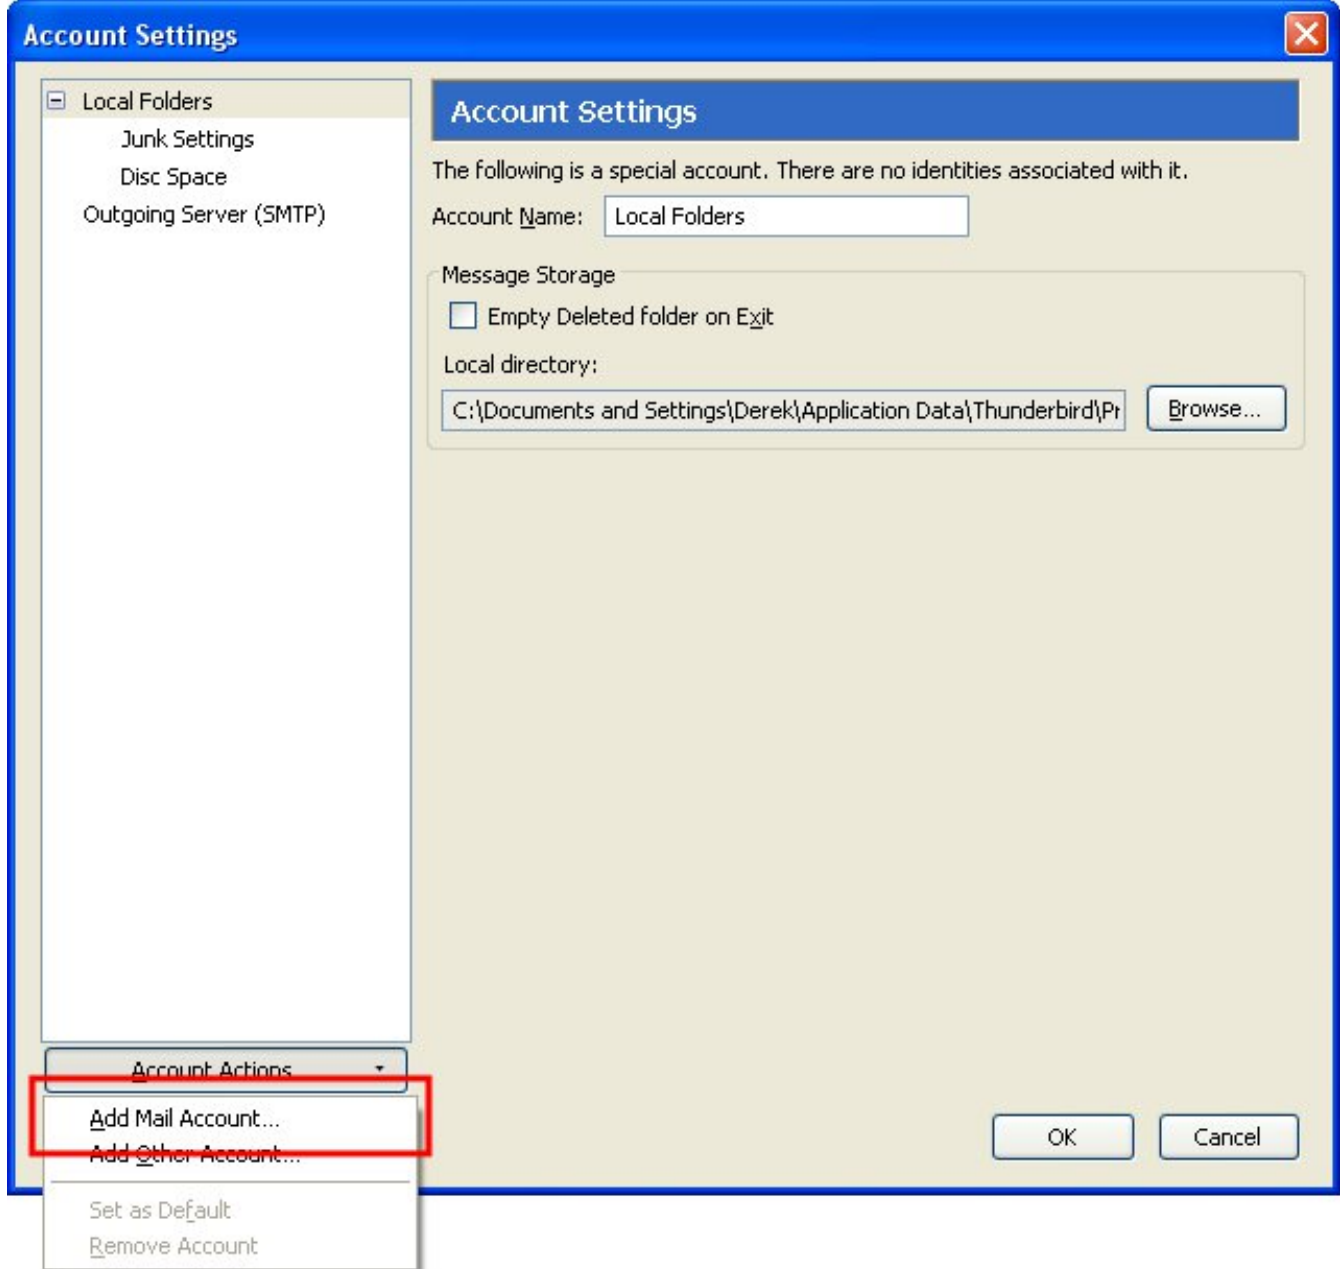 Account Settings
Local Folders
Junk Settings
Disc Space
Outgoing Server (SMTP)
Account Settings
The following is a special account. There are no identities associated with it.
Account Name: Local Folders
Message Storage
Empty Deleted folder on Exit
Local directory:
C:\Documents and Settings\Derek\Application Data\Thunderbird\Pr Browse...
Account Actions
Add Mail Account...
Add Other Account...
Set as Default
Remove Account
OK Cancel